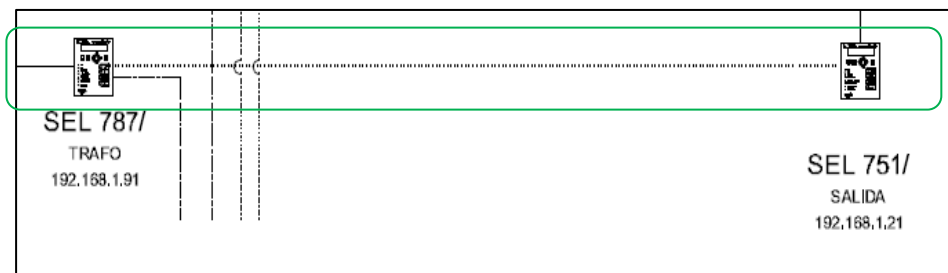 SEL 787/
TRAFO
192.168.1.91
SEL 751/
SALIDA
192.168.1.21